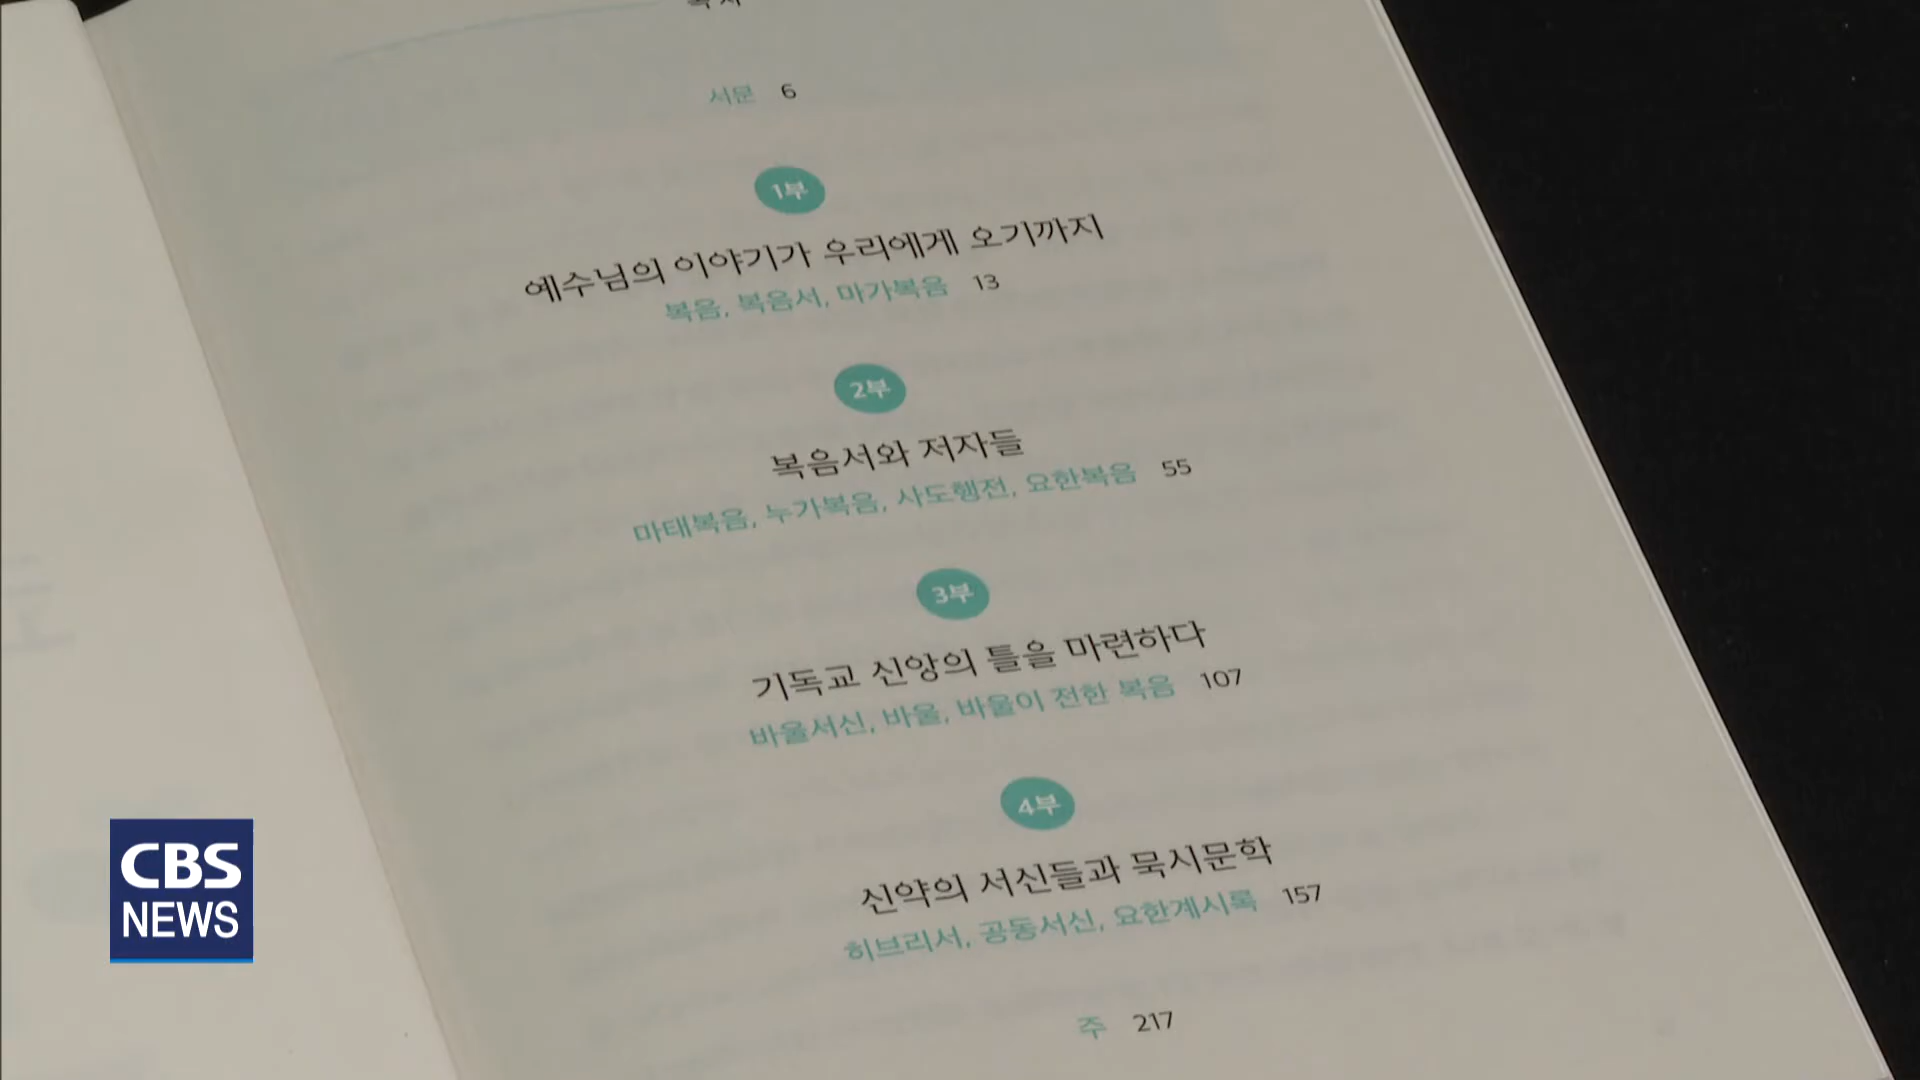 서문 6
1부
예수님의 이야기가 우리에게 오기까지
복음, 복음서, 마가복음 13
2부
복음서와 저자들
마태복음, 누가복음, 사도행전, 요한복음 55
3부
기독교 신앙의 틀을 마련하다
바울서신, 바울, 바울이 전한 복음 107
4부
신약의 서신들과 묵시문학
히브리서, 공동서신, 요한계시록 157
주 217
CBS
NEWS